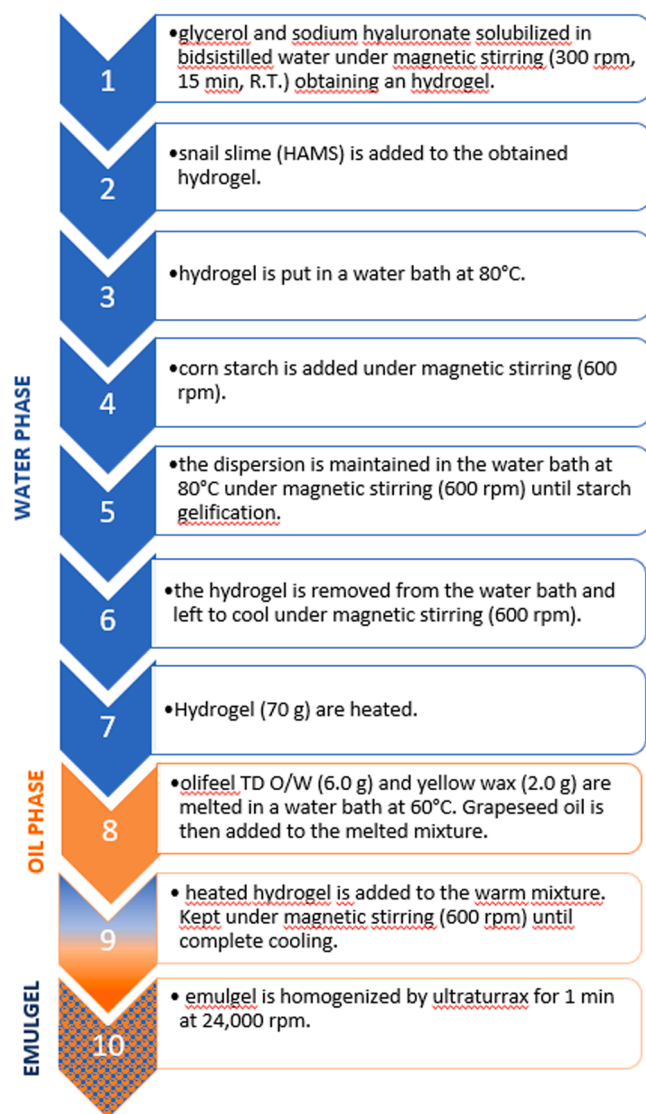 WATER PHASE
1
•glycerol and sodium hyaluronate solubilized in
bidsistilled water under magnetic stirring (300 rpm,
15 min, R.T.) obtaining an hydrogel.
2
•snail slime (HAMS) is added to the obtained
hydrogel.
3
•hydrogel is put in a water bath at 80°C.
4
•corn starch is added under magnetic stirring (600
rpm).
5
•the dispersion is maintained in the water bath at
80°C under magnetic stirring (600 rpm) until starch
gelification.
6
•the hydrogel is removed from the water bath and
left to cool under magnetic stirring (600 rpm).
7
•Hydrogel (70 g) are heated.
OIL PHASE
8
•olifeel TD O/W (6.0 g) and yellow wax (2.0 g) are
melted in a water bath at 60°C. Grapeseed oil is
then added to the melted mixture.
9
• heated hydrogel is added to the warm mixture.
Kept under magnetic stirring (600 rpm) until
complete cooling.
EMULGEL
10
• emulgel is homogenized by ultraturrax for 1 min
at 24,000 rpm.